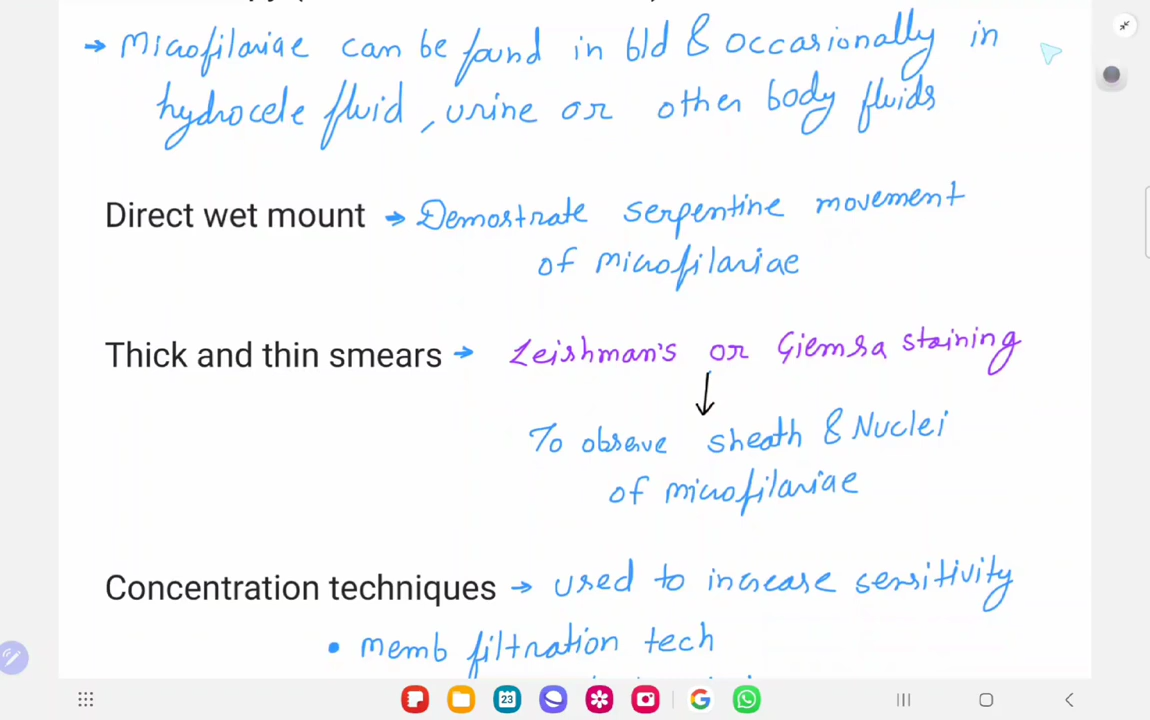 → Microfilariae can be found in bld & occasionally in
hydrocele fluid, urine or other body fluids
Direct wet mount → Demostrate serpentine movement
of microfilariae
Thick and thin smears → Leishman's or Giemsa staining
↓
To observe sheath & Nuclei
of microfilariae
Concentration techniques → used to increase sensitivity
• memb filtration tech
23